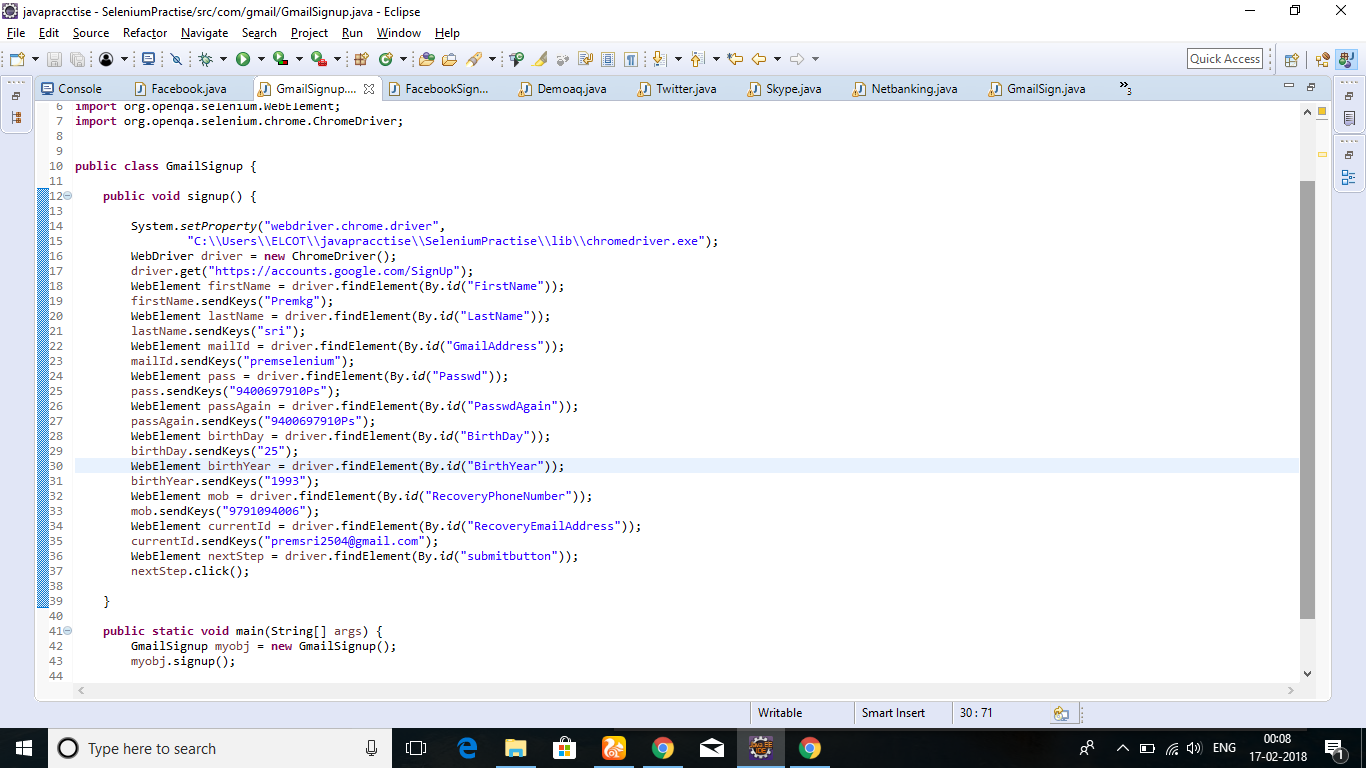 javapracctise - SeleniumPractise/src/com/gmail/GmailSignup.java - Eclipse
File Edit Source Refactor Navigate Search Project Run Window Help
Quick Access
Console Facebook.java GmailSignup.... FacebookSign... Demoaq.java Twitter.java Skype.java Netbanking.java GmailSign.java »3
6 import org.openqa.selenium.WebElement;
7 import org.openqa.selenium.chrome.ChromeDriver;
8
9
10 public class GmailSignup {
11
12 public void signup() {
13
14 System.setProperty("webdriver.chrome.driver",
15 "C:\\Users\\ELCOT\\javapracctise\\SeleniumPractise\\lib\\chromedriver.exe");
16 WebDriver driver = new ChromeDriver();
17 driver.get("https://accounts.google.com/SignUp");
18 WebElement firstName = driver.findElement(By.id("FirstName"));
19 firstName.sendKeys("Premkg");
20 WebElement lastName = driver.findElement(By.id("LastName"));
21 lastName.sendKeys("sri");
22 WebElement mailId = driver.findElement(By.id("GmailAddress"));
23 mailId.sendKeys("premselenium");
24 WebElement pass = driver.findElement(By.id("Passwd"));
25 pass.sendKeys("9400697910Ps");
26 WebElement passAgain = driver.findElement(By.id("PasswdAgain"));
27 passAgain.sendKeys("9400697910Ps");
28 WebElement birthDay = driver.findElement(By.id("BirthDay"));
29 birthDay.sendKeys("25");
30 WebElement birthYear = driver.findElement(By.id("BirthYear"));
31 birthYear.sendKeys("1993");
32 WebElement mob = driver.findElement(By.id("RecoveryPhoneNumber"));
33 mob.sendKeys("9791094006");
34 WebElement currentId = driver.findElement(By.id("RecoveryEmailAddress"));
35 currentId.sendKeys("premsri2504@gmail.com");
36 WebElement nextStep = driver.findElement(By.id("submitbutton"));
37 nextStep.click();
38
39 }
40
41 public static void main(String[] args) {
42 GmailSignup myobj = new GmailSignup();
43 myobj.signup();
44
Writable Smart Insert 30 : 71
Type here to search
JAVA EE IDE
ENG
00:08
17-02-2018
1